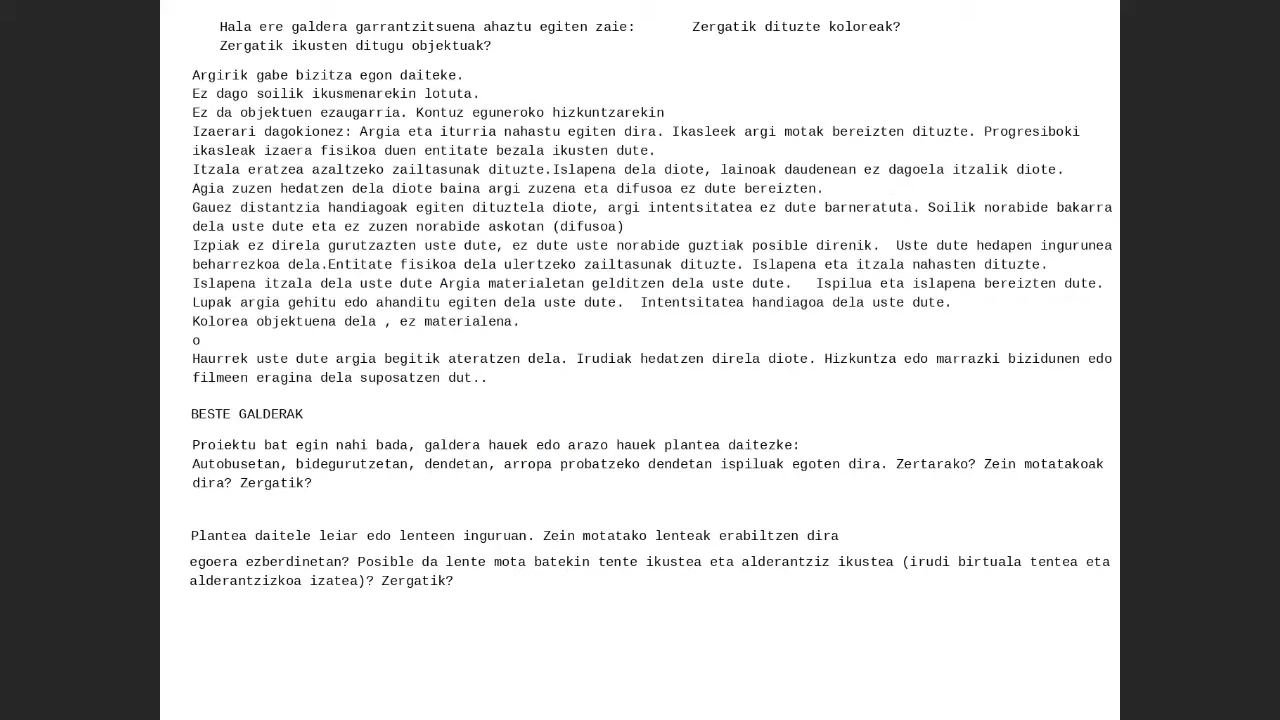 Hala ere galdera garrantzitsuena ahaztu egiten zaie: Zergatik dituzte koloreak?
Zergatik ikusten ditugu objektuak?
Argirik gabe bizitza egon daiteke.
Ez dago soilik ikusmenarekin lotuta.
Ez da objektuen ezaugarria. Kontuz eguneroko hizkuntzarekin
Izaerari dagokionez: Argia eta iturria nahastu egiten dira. Ikasleek argi motak bereizten dituzte. Progresiboki
ikasleak izaera fisikoa duen entitate bezala ikusten dute.
Itzala eratzea azaltzeko zailtasunak dituzte.Islapena dela diote, lainoak daudenean ez dagoela itzalik diote.
Agia zuzen hedatzen dela diote baina argi zuzena eta difusoa ez dute bereizten.
Gauez distantzia handiagoak egiten dituztela diote, argi intentsitatea ez dute barneratuta. Soilik norabide bakarra
dela uste dute eta ez zuzen norabide askotan (difusoa)
Izpiak ez direla gurutzazten uste dute, ez dute uste norabide guztiak posible direnik. Uste dute hedapen ingurunea
beharrezkoa dela.Entitate fisikoa dela ulertzeko zailtasunak dituzte. Islapena eta itzala nahasten dituzte.
Islapena itzala dela uste dute Argia materialetan gelditzen dela uste dute. Ispilua eta islapena bereizten dute.
Lupak argia gehitu edo ahanditu egiten dela uste dute. Intentsitatea handiagoa dela uste dute.
Kolorea objektuena dela , ez materialena.
o
Haurrek uste dute argia begitik ateratzen dela. Irudiak hedatzen direla diote. Hizkuntza edo marrazki bizidunen edo
filmeen eragina dela suposatzen dut..
BESTE GALDERAK
Proiektu bat egin nahi bada, galdera hauek edo arazo hauek plantea daitezke:
Autobusetan, bidegurutzetan, dendetan, arropa probatzeko dendetan ispiluak egoten dira. Zertarako? Zein motatakoak
dira? Zergatik?
Plantea daitele leiar edo lenteen inguruan. Zein motatako lenteak erabiltzen dira
egoera ezberdinetan? Posible da lente mota batekin tente ikustea eta alderantziz ikustea (irudi birtuala tentea eta
alderantzizkoa izatea)? Zergatik?